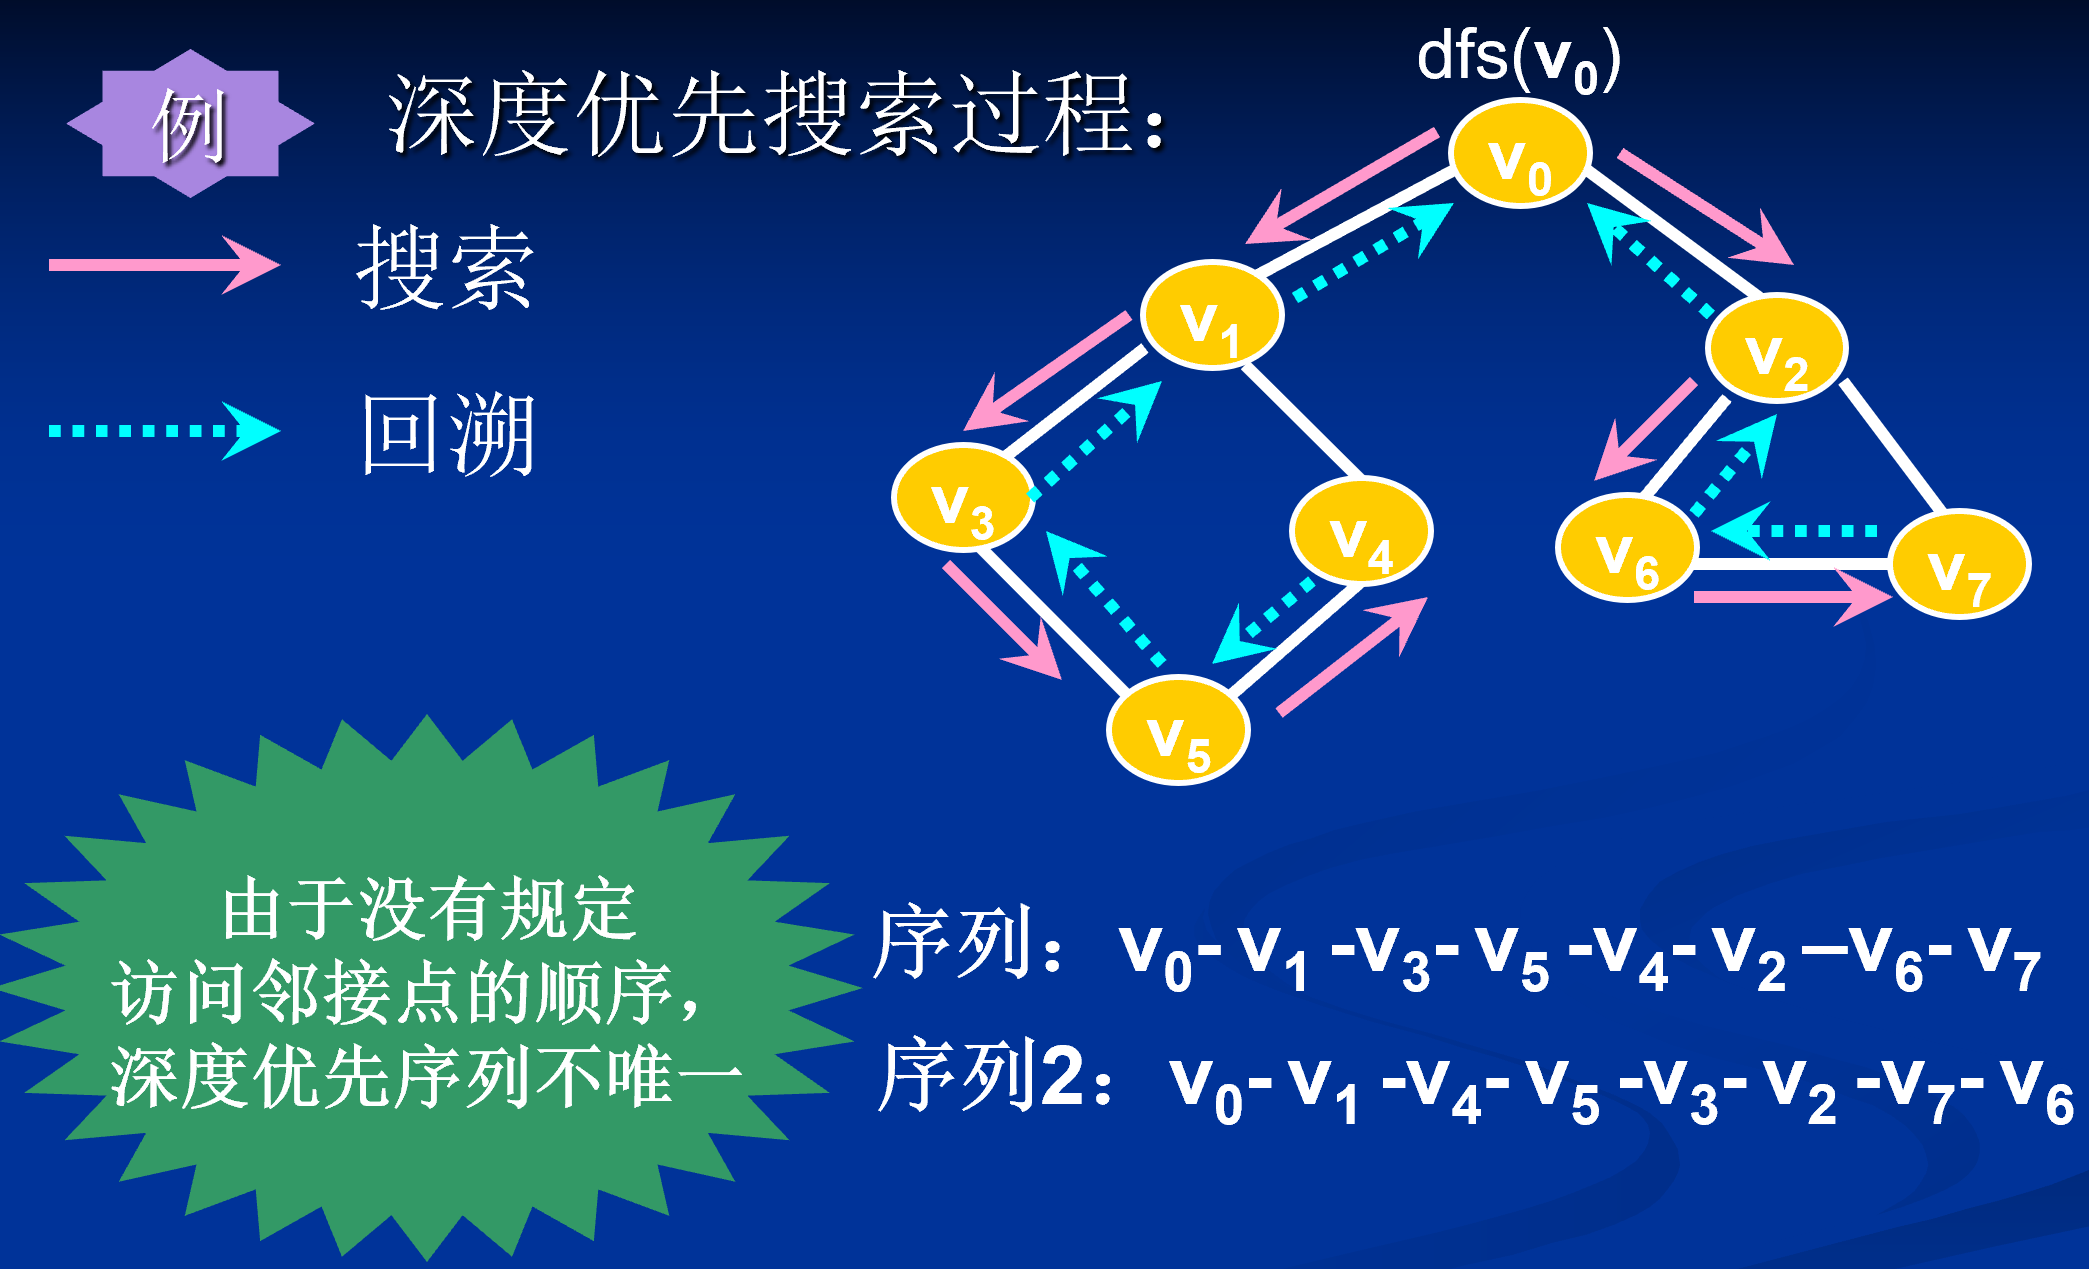 例
深度优先搜索过程：
dfs(v₀)
搜索
回溯
v₀
v₁
v₂
v₃
v₄
v₆
v₇
v₅
由于没有规定
访问邻接点的顺序，
深度优先序列不唯一
序列：v₀- v₁ -v₃- v₅ -v₄- v₂ –v₆- v₇
序列2：v₀- v₁ -v₄- v₅ -v₃- v₂ -v₇- v₆